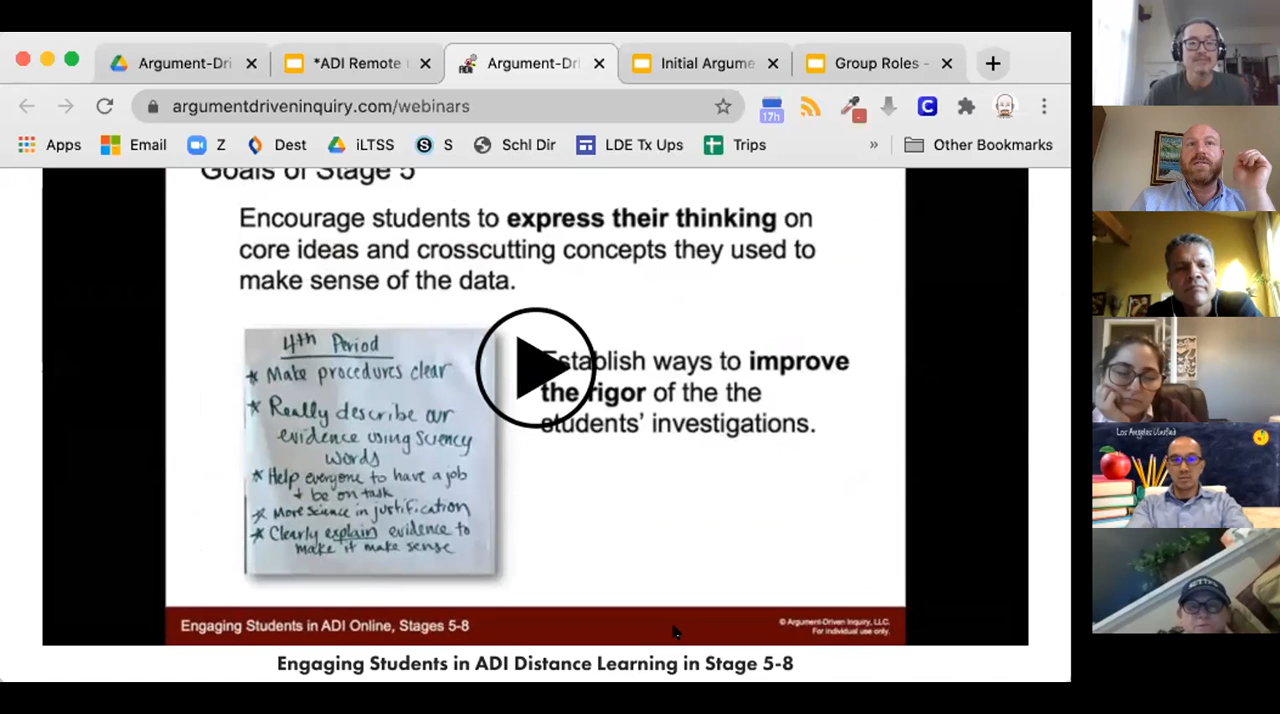 Argument-Dri
*ADI Remote
Argument-Dri
Initial Argume
Group Roles -
argumentdriveninquiry.com/webinars
17h
C
Apps
Email
Z
Dest
iLTSS
S
S
Schl Dir
LDE Tx Ups
Trips
»
Other Bookmarks
Goals of Stage 5
Encourage students to express their thinking on
core ideas and crosscutting concepts they used to
make sense of the data.
4th Period
* Make procedures clear
* Really describe our
evidence using sciency
words
* Help everyone to have a job
+ be on task
* More science in justification
* Clearly explain evidence to
make it make sense
Establish ways to improve
the rigor of the the
students' investigations.
Engaging Students in ADI Online, Stages 5-8
© Argument-Driven Inquiry, LLC.
For individual use only.
Engaging Students in ADI Distance Learning in Stage 5-8
Los Angeles Unified